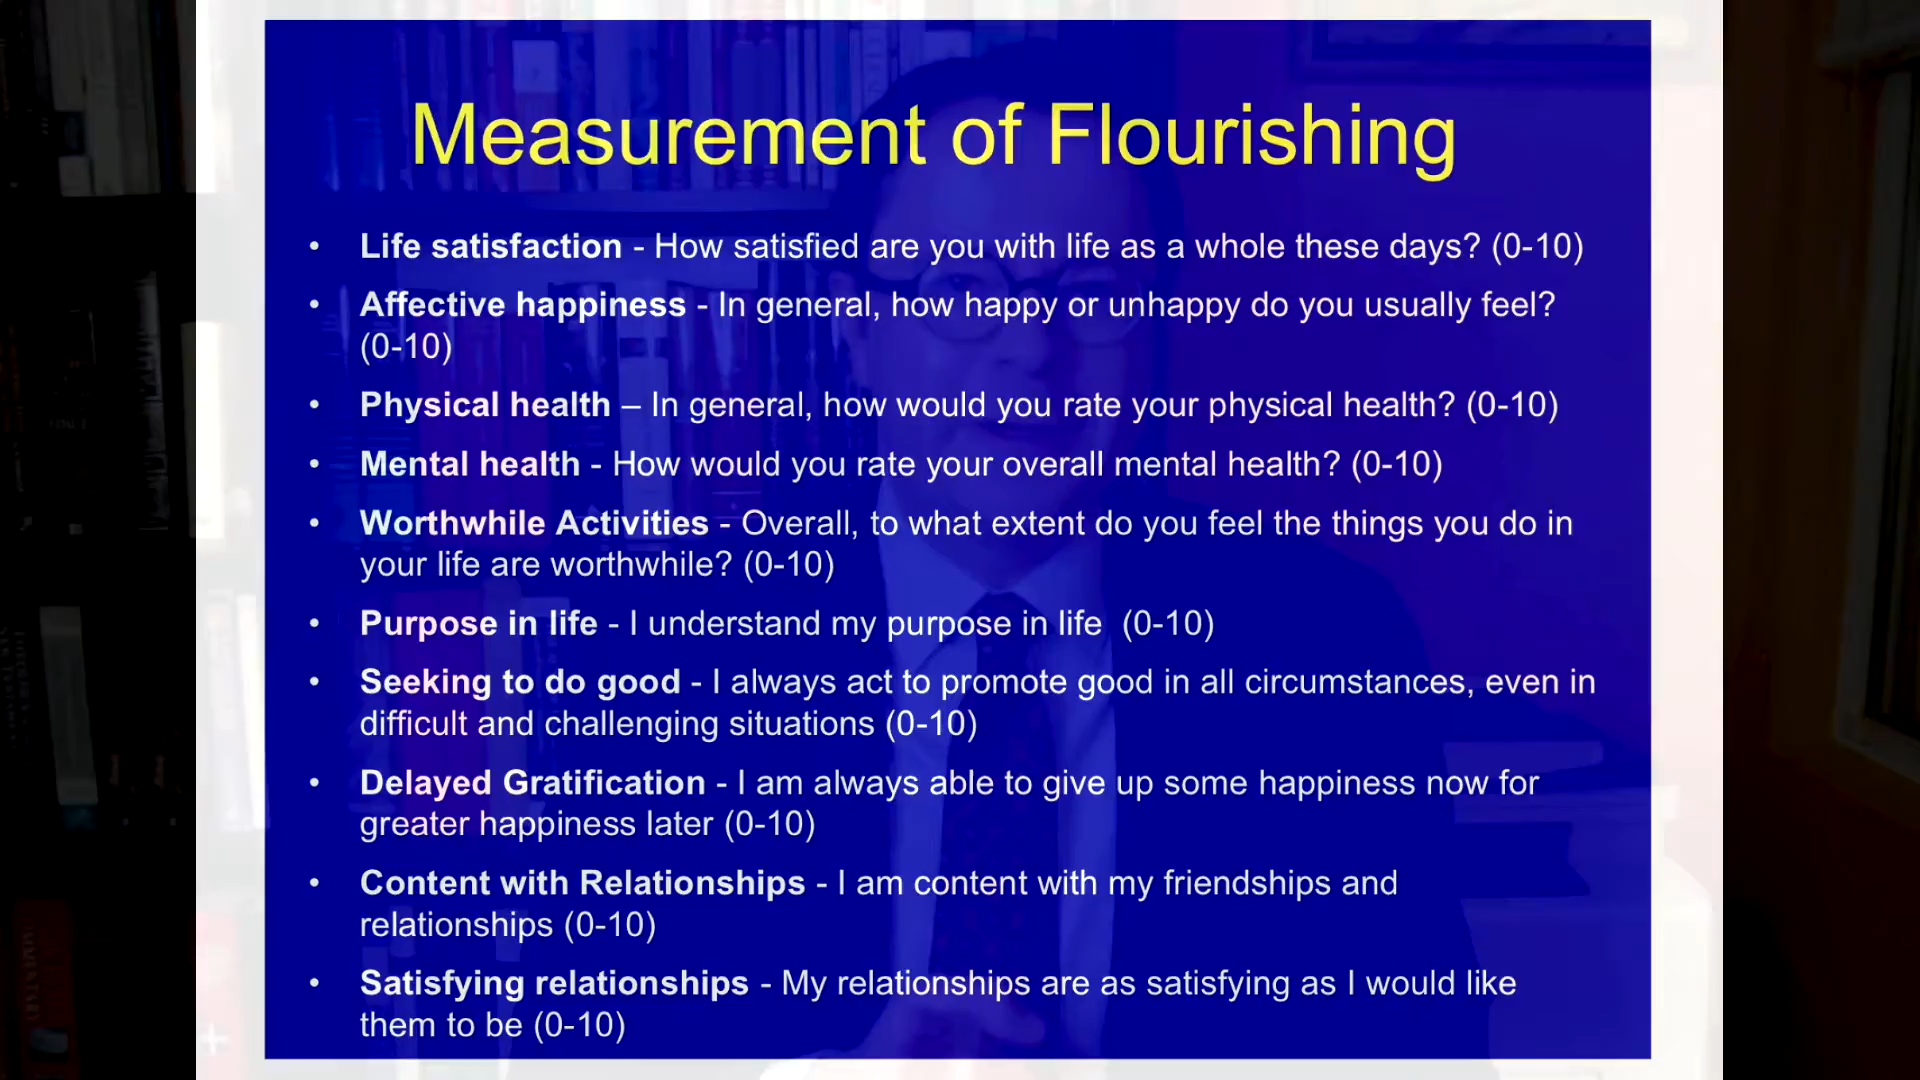 Measurement of Flourishing
• Life satisfaction - How satisfied are you with life as a whole these days? (0-10)
• Affective happiness - In general, how happy or unhappy do you usually feel?
(0-10)
• Physical health – In general, how would you rate your physical health? (0-10)
• Mental health - How would you rate your overall mental health? (0-10)
• Worthwhile Activities - Overall, to what extent do you feel the things you do in
your life are worthwhile? (0-10)
• Purpose in life - I understand my purpose in life (0-10)
• Seeking to do good - I always act to promote good in all circumstances, even in
difficult and challenging situations (0-10)
• Delayed Gratification - I am always able to give up some happiness now for
greater happiness later (0-10)
• Content with Relationships - I am content with my friendships and
relationships (0-10)
• Satisfying relationships - My relationships are as satisfying as I would like
them to be (0-10)